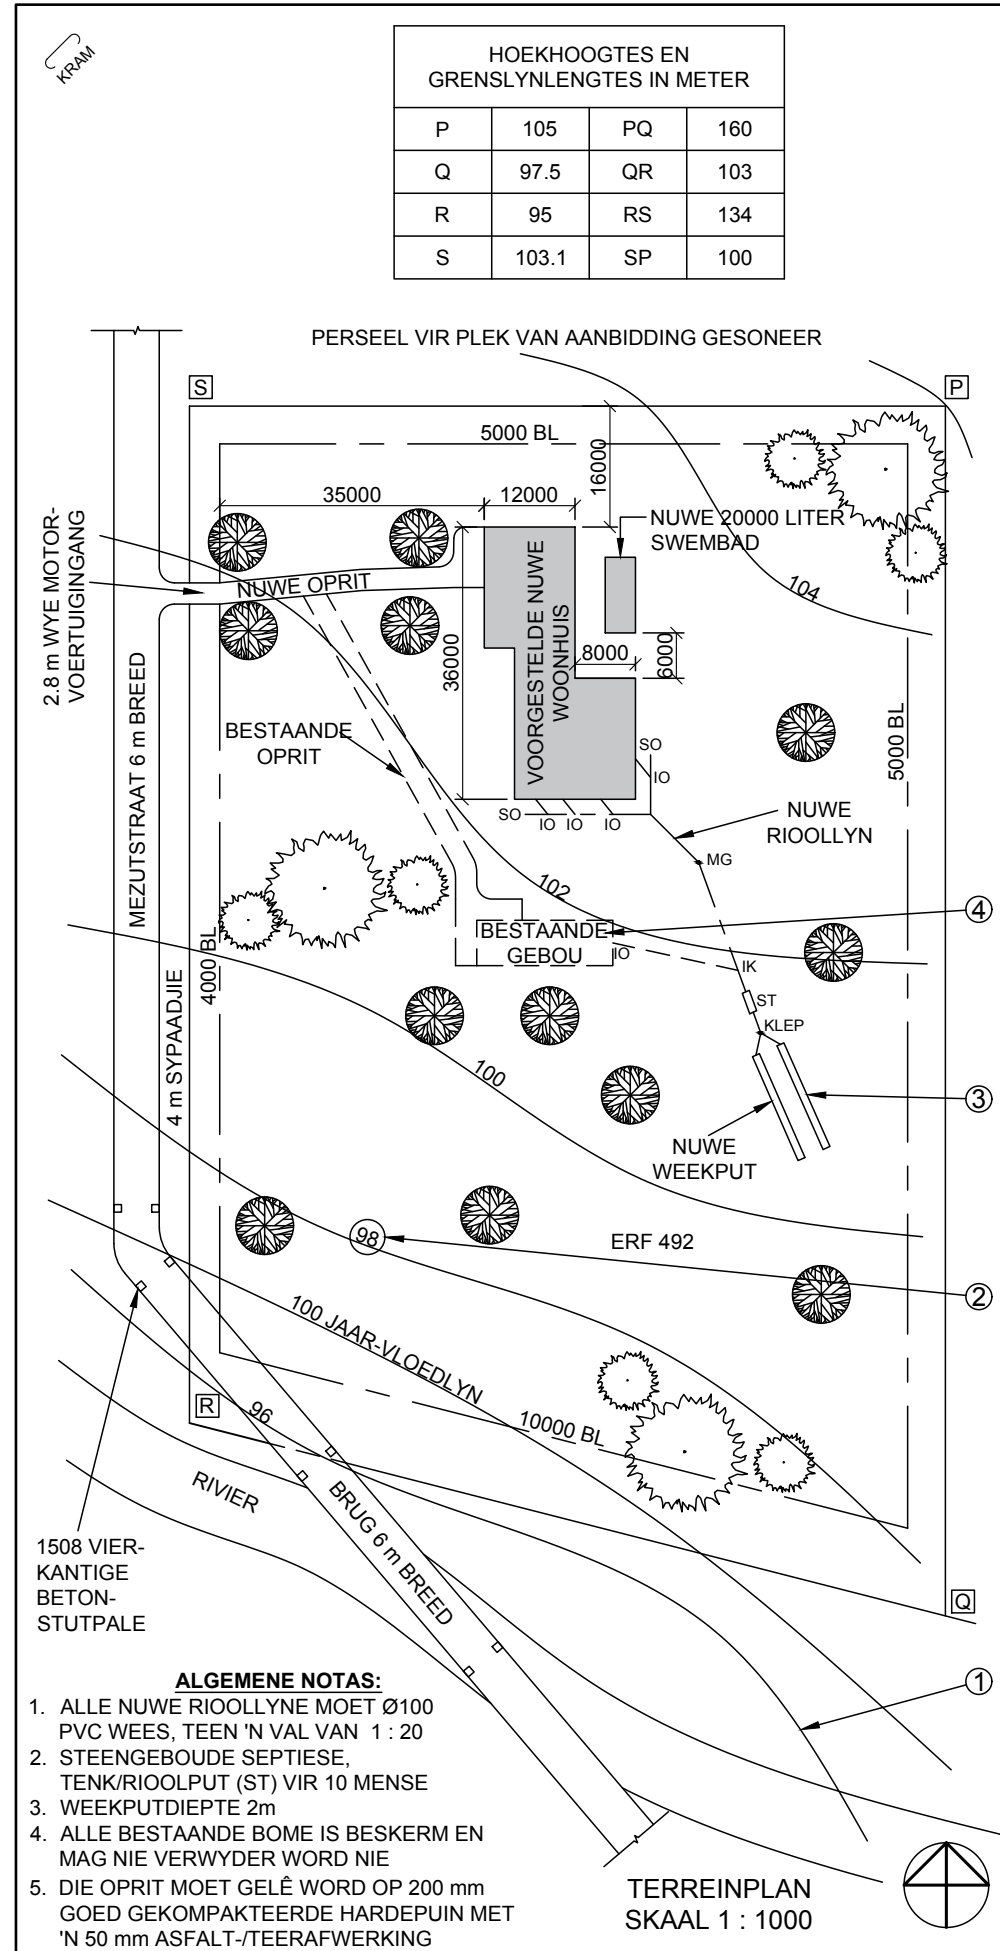 KRAM
HOEKHOOGTES EN
GRENSLYNLENGTES IN METER
P 105 PQ 160
Q 97.5 QR 103
R 95 RS 134
S 103.1 SP 100
PERSEEL VIR PLEK VAN AANBIDDING GESONEER
S
P
5000 BL
16000
35000
12000
NUWE 20000 LITER
SWEMBAD
2.8 m WYE MOTOR-
VOERTUIGINGANG
NUWE OPRIT
104
VOORGESTELDE NUWE
WOONHUIS
36000
8000
6000
MEZUTSTRAAT 6 m BREED
BESTAANDE
OPRIT
5000 BL
SO
IO
SO
IO
IO
IO
NUWE
RIOOLLYN
MG
102
4
BESTAANDE
GEBOU
IO
IK
4000 BL
4 m SYPAADJIE
ST
KLEP
100
3
NUWE
WEEKPUT
98
ERF 492
2
100 JAAR-VLOEDLYN
R
96
10000 BL
RIVIER
BRUG 6 m BREED
1508 VIER-
KANTIGE
BETON-
STUTPALE
Q
1
ALGEMENE NOTAS:
1. ALLE NUWE RIOOLLYNE MOET Ø100
PVC WEES, TEEN 'N VAL VAN 1 : 20
2. STEENGEBOUDE SEPTIESE,
TENK/RIOOLPUT (ST) VIR 10 MENSE
3. WEEKPUTDIEPTE 2m
4. ALLE BESTAANDE BOME IS BESKERM EN
MAG NIE VERWYDER WORD NIE
5. DIE OPRIT MOET GELÊ WORD OP 200 mm
GOED GEKOMPAKTEERDE HARDEPUIN MET
'N 50 mm ASFALT-/TEERAFWERKING
TERREINPLAN
SKAAL 1 : 1000